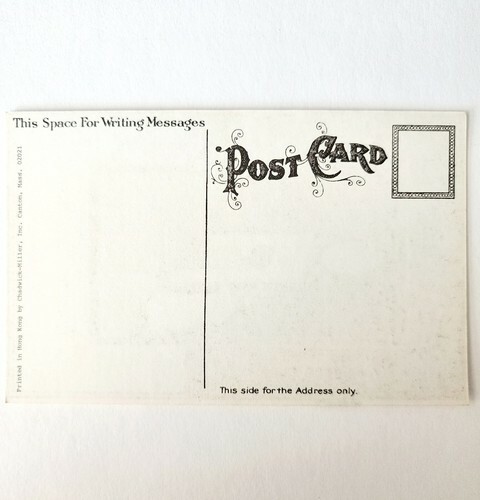 This Space For Writing Messages
POST CARD
Printed in Hong Kong by Chadwick-Miller, Inc. Canton, Mass. 02021
This side for the Address only.